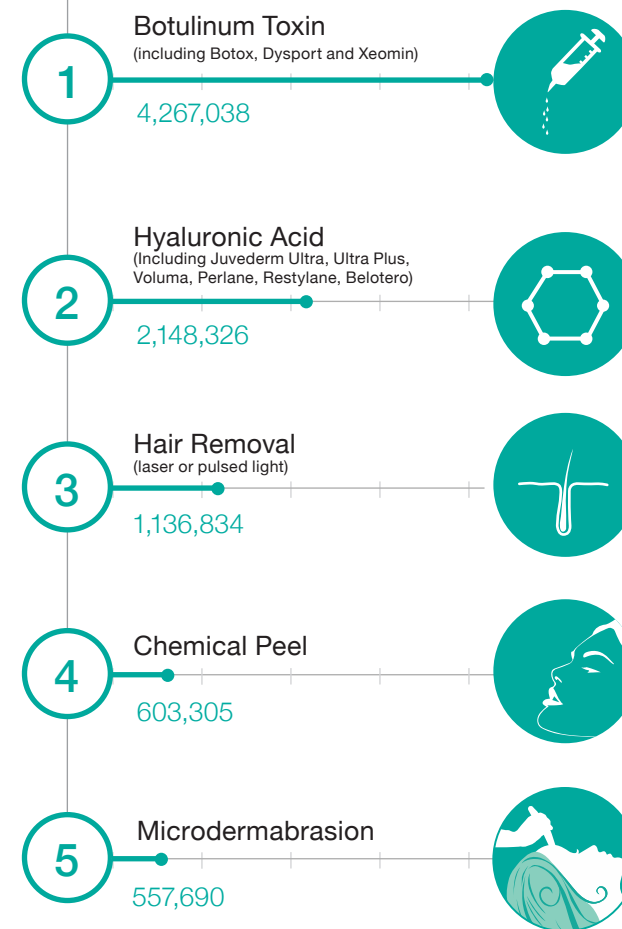 1
Botulinum Toxin
(including Botox, Dysport and Xeomin)
4,267,038
2
Hyaluronic Acid
(Including Juvederm Ultra, Ultra Plus,
Voluma, Perlane, Restylane, Belotero)
2,148,326
3
Hair Removal
(laser or pulsed light)
1,136,834
4
Chemical Peel
603,305
5
Microdermabrasion
557,690